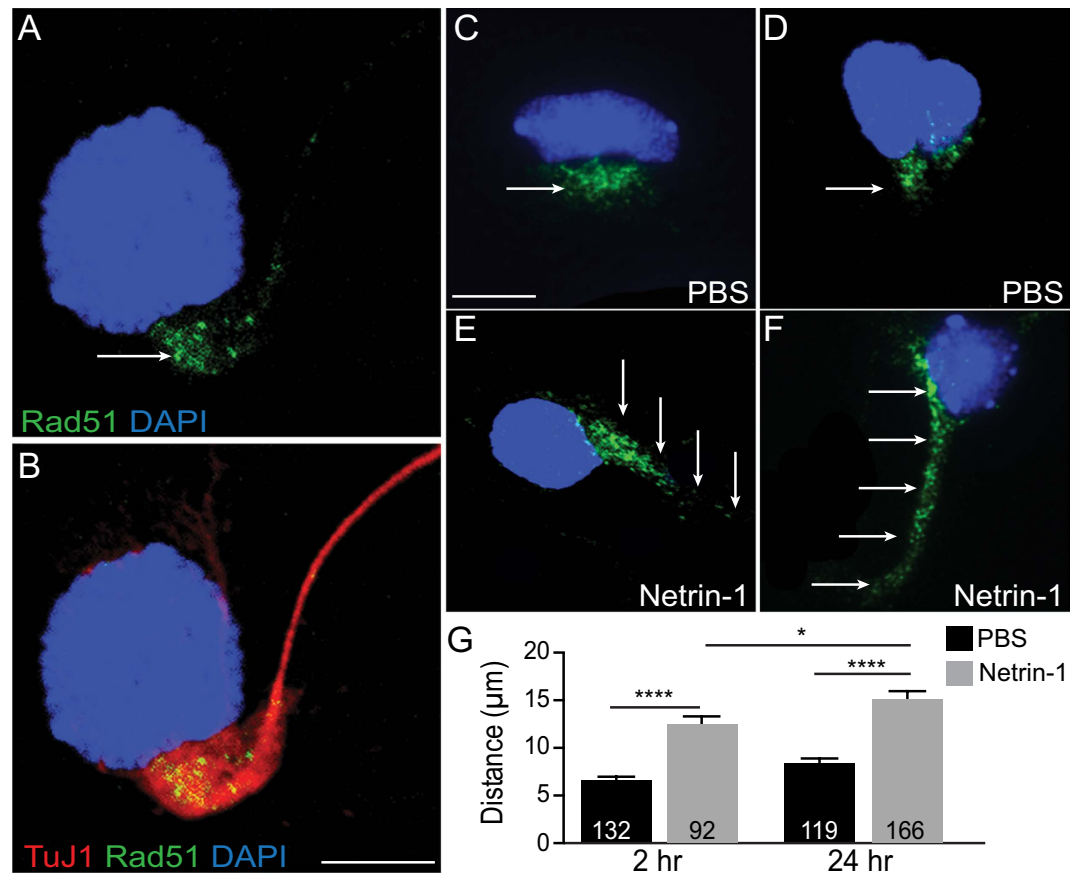 A
Rad51 DAPI
B
TuJ1 Rad51 DAPI
C
PBS
D
PBS
E
Netrin-1
F
Netrin-1
G
PBS
Netrin-1
*
****
****
Distance (µm)
20
15
10
5
0
132 92 119 166
2 hr 24 hr